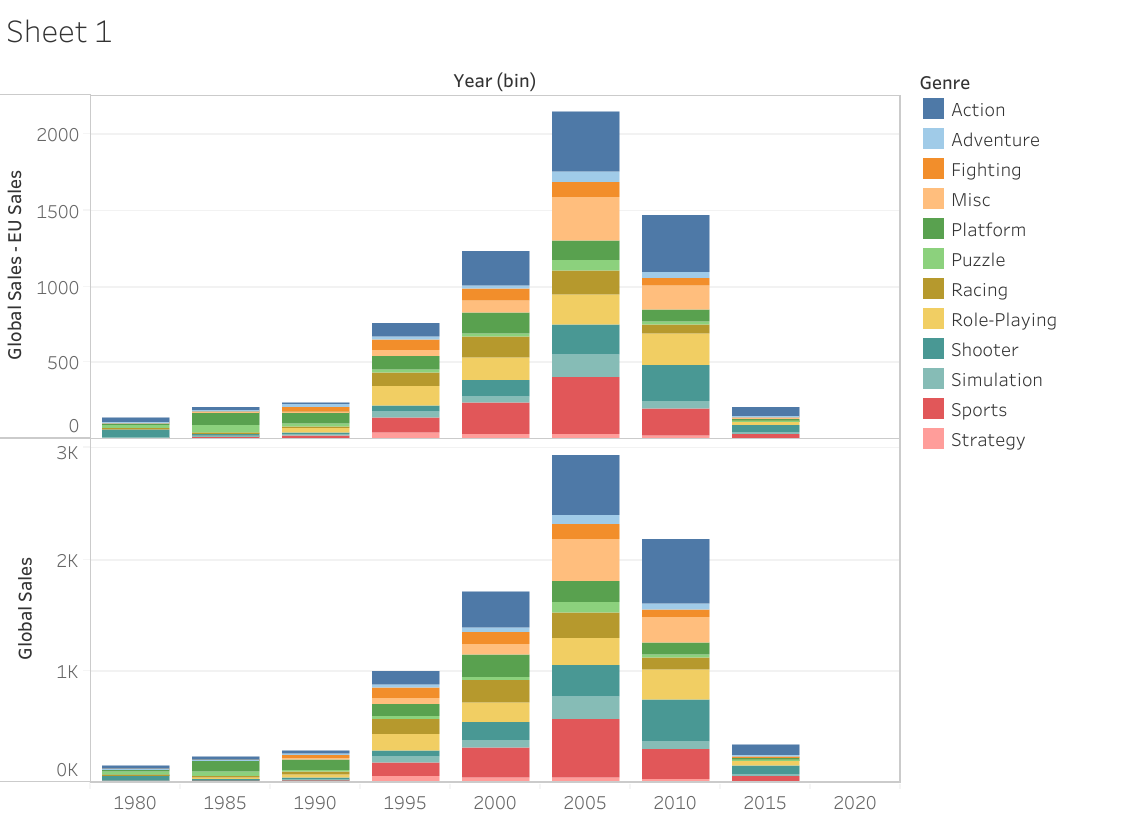 Sheet 1
Year (bin)
Genre
Action
Adventure
Fighting
Misc
Platform
Puzzle
Racing
Role-Playing
Shooter
Simulation
Sports
Strategy
Global Sales - EU Sales
2000
1500
1000
500
0
Global Sales
3K
2K
1K
0K
1980 1985 1990 1995 2000 2005 2010 2015 2020